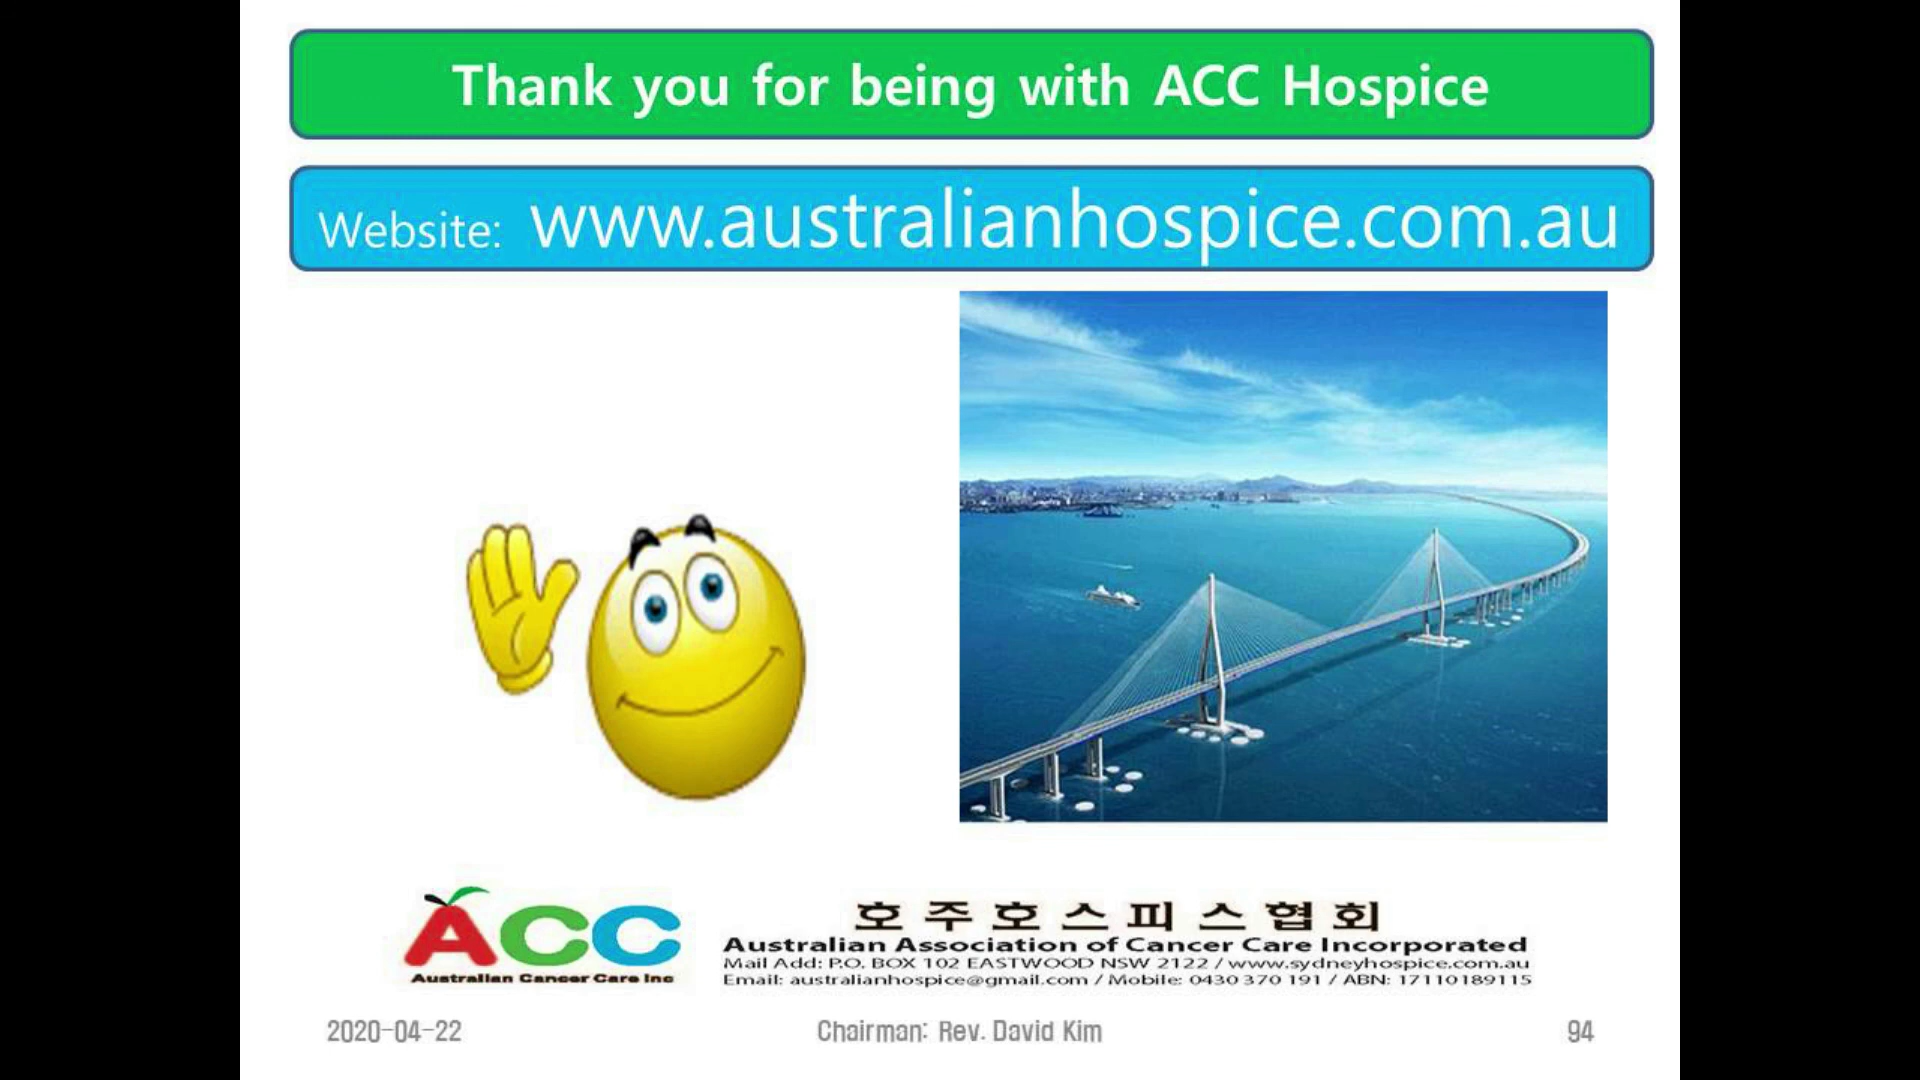 Thank you for being with ACC Hospice
Website: www.australianhospice.com.au
ACC
Australian Cancer Care Inc
호주호스피스협회
Australian Association of Cancer Care Incorporated
Mail Add: P.O. BOX 102 EASTWOOD NSW 2122 / www.sydneyhospice.com.au
Email: australianhospice@gmail.com / Mobile: 0430 370 191 / ABN: 17110189115
2020-04-22
Chairman: Rev. David Kim
94